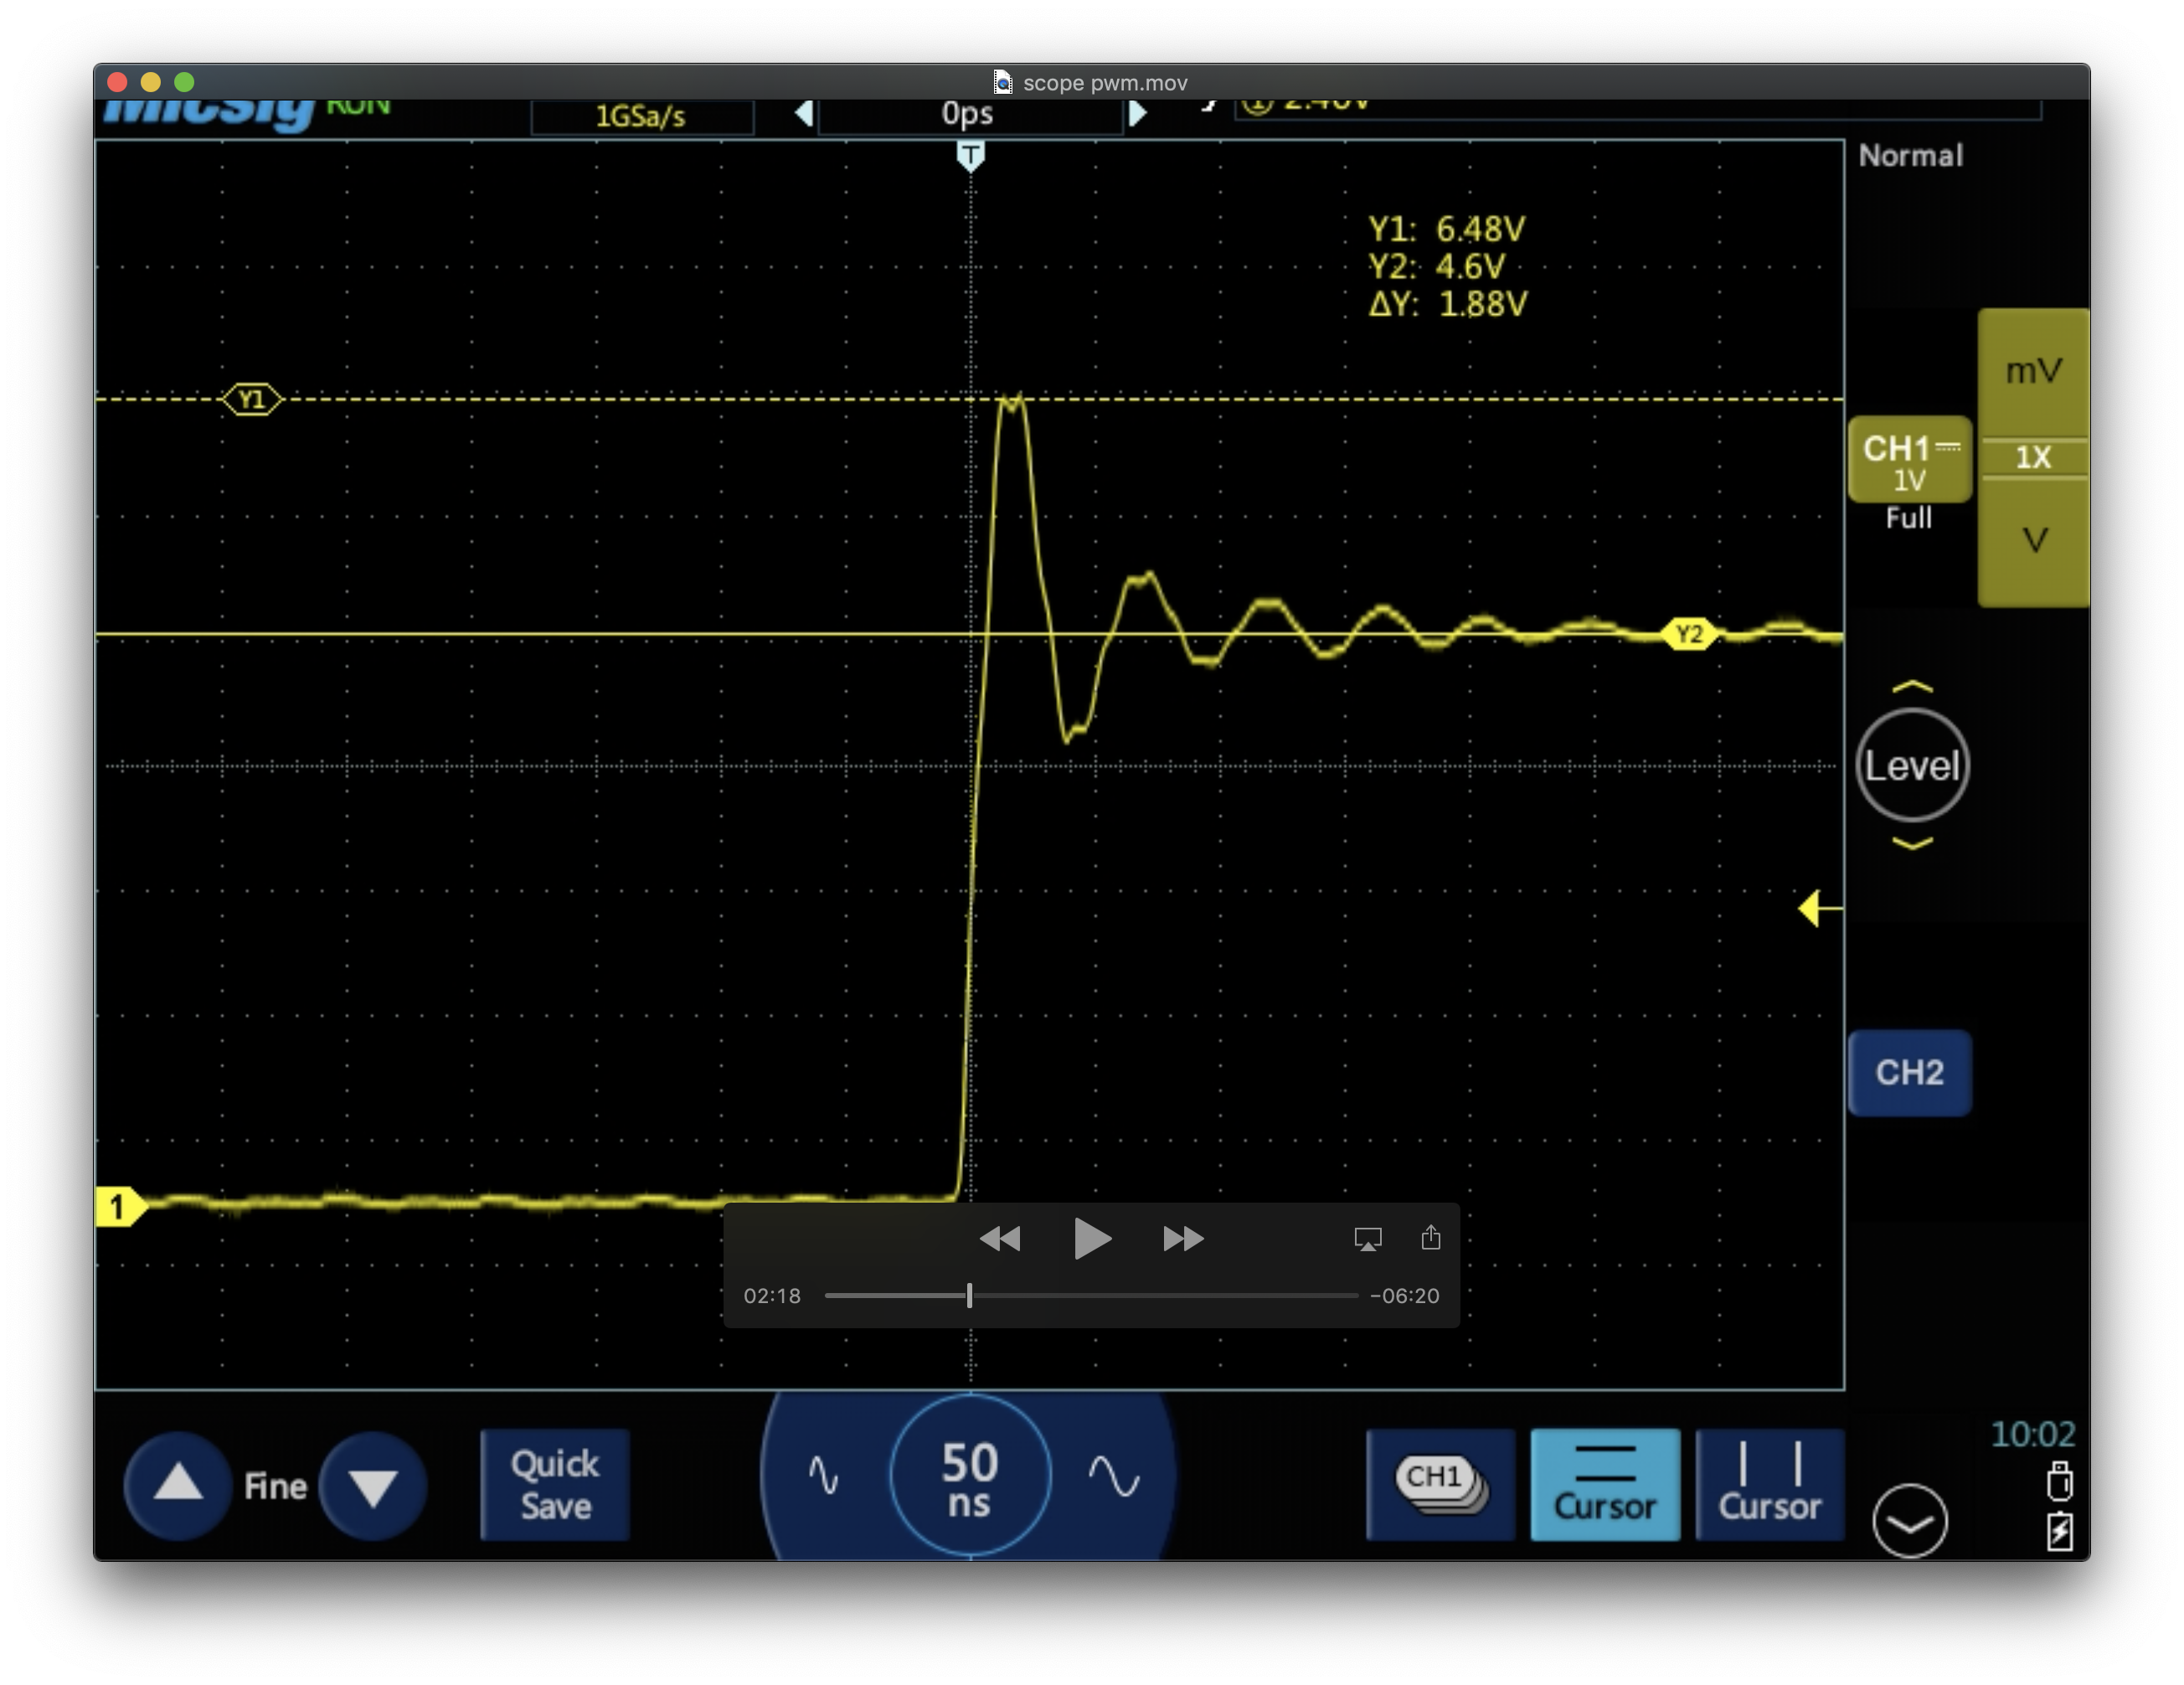 scope pwm.mov
Micsig RUN
1GSa/s
0ps
1 2.48V
T
Normal
Y1: 6.48V
Y2: 4.6V
ΔY: 1.88V
mV
Y1
CH1
1V
1X
Full
V
Y2
Level
CH2
1
02:18
-06:20
Fine
Quick
Save
50
ns
CH1
Cursor
Cursor
10:02